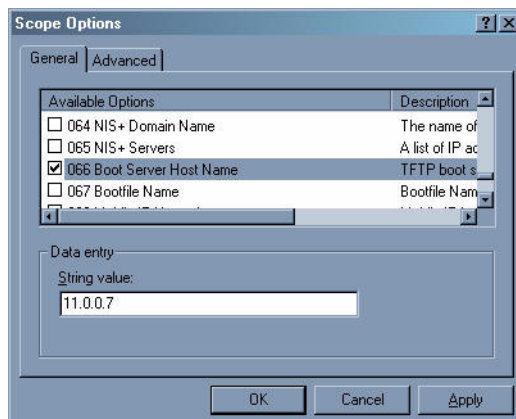 Scope Options
General Advanced
Available Options Description
064 NIS+ Domain Name The name of
065 NIS+ Servers A list of IP ac
066 Boot Server Host Name TFTP boot s
067 Bootfile Name Bootfile Nam
Data entry
String value:
11.0.0.7
OK Cancel Apply